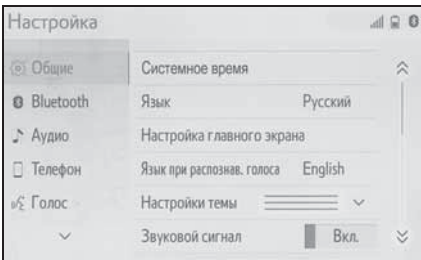 Настройка
Общие
Системное время
Bluetooth
Язык Русский
Аудио
Настройка главного экрана
Телефон
Язык при распознав. голоса English
Голос
Настройки темы
Звуковой сигнал Вкл.